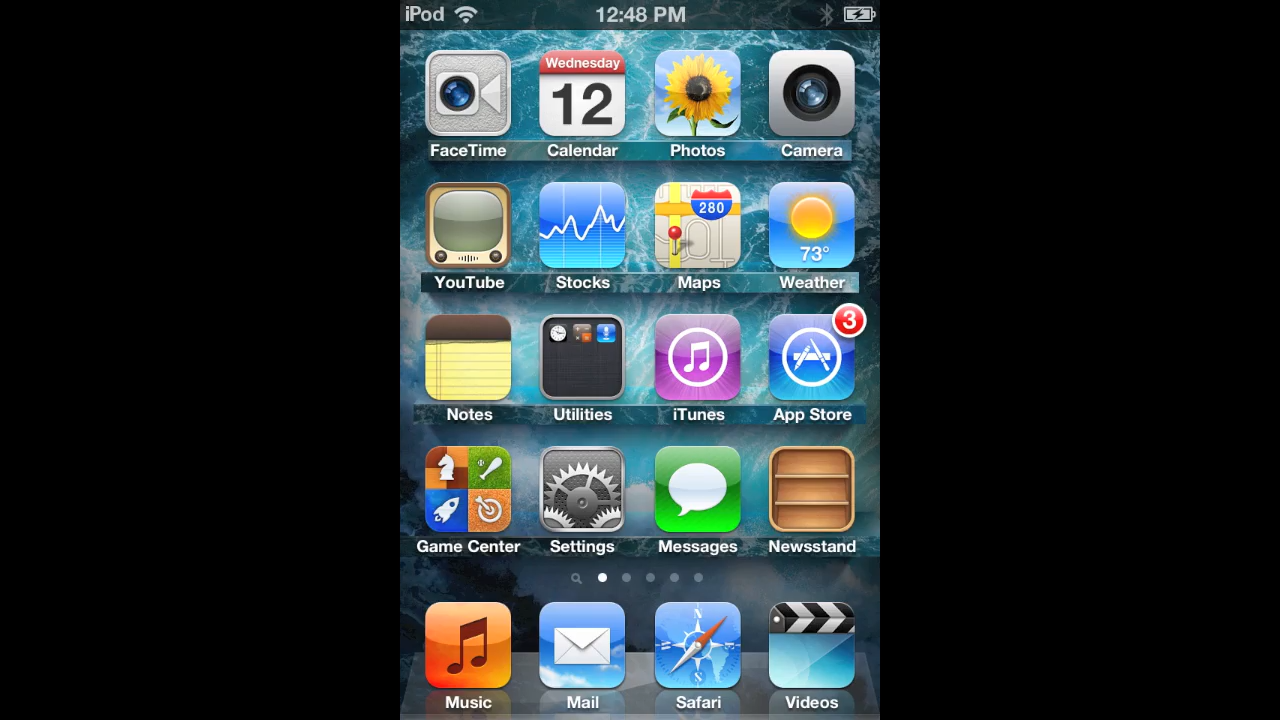 iPod 12:48 PM
Wednesday
12
FaceTime Calendar Photos Camera
280
73°
YouTube Stocks Maps Weather
3
Notes Utilities iTunes App Store
Game Center Settings Messages Newsstand
N
S
Music Mail Safari Videos